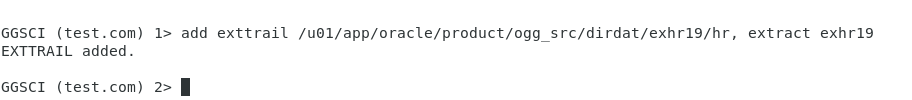 GGSCI (test.com) 1> add exttrail /u01/app/oracle/product/ogg_src/dirdat/exhr19/hr, extract exhr19
EXTTRAIL added.
GGSCI (test.com) 2>